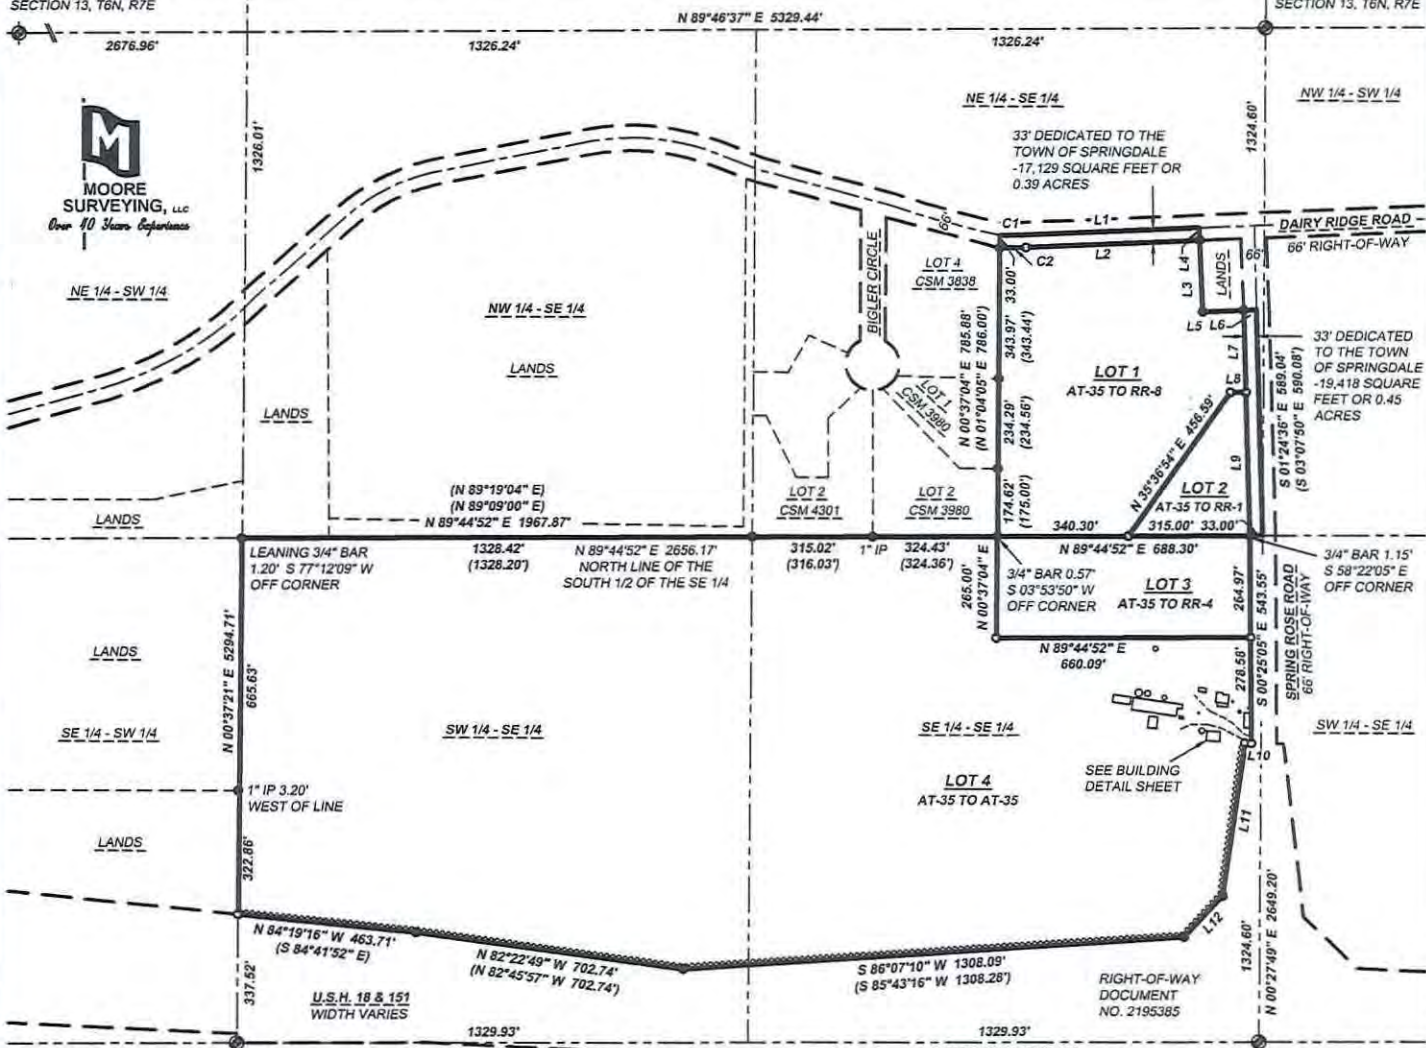 SECTION 13, T6N, R7E
N 89°46'37" E 5329.44'
SECTION 13, T6N, R7E
2676.96'
1326.24'
1326.24'
NE 1/4 - SE 1/4
NW 1/4 - SW 1/4
1326.01'
1324.60'
M
MOORE
SURVEYING, LLC
Over 40 Years Experience
33' DEDICATED TO THE
TOWN OF SPRINGDALE
-17,129 SQUARE FEET OR
0.39 ACRES
66'
C1
L1
DAIRY RIDGE ROAD
66' RIGHT-OF-WAY
C2
L2
L4
66'
LANDS
L3
BIGLER CIRCLE
LOT 4
CSM 3838
33.00'
NE 1/4 - SW 1/4
NW 1/4 - SE 1/4
LANDS
LANDS
N 00°37'04" E 785.88'
(N 01°04'05" E 786.00')
343.97'
(343.44')
L5
L6
L7
L8
33' DEDICATED
TO THE TOWN
OF SPRINGDALE
-19,418 SQUARE
FEET OR 0.45
ACRES
LOT 1
AT-35 TO RR-8
LOT 1
CSM 3980
234.29'
(234.56')
N 35°36'54" E 456.59'
S 01°24'36" E 589.04'
(S 03°07'50" E 590.08')
L9
LOT 2
AT-35 TO RR-1
LOT 2
CSM 4301
LOT 2
CSM 3980
174.62'
(175.00')
(N 89°19'04" E)
(N 89°09'00" E)
N 89°44'52" E 1967.87'
LANDS
340.30'
315.00'
33.00'
LEANING 3/4" BAR
1.20' S 77°12'09" W
OFF CORNER
1328.42'
(1328.20')
N 89°44'52" E 2656.17'
NORTH LINE OF THE
SOUTH 1/2 OF THE SE 1/4
315.02'
(316.03')
1" IP
324.43'
(324.36')
N 89°44'52" E 688.30'
3/4" BAR 0.57'
S 03°53'50" W
OFF CORNER
LOT 3
AT-35 TO RR-4
3/4" BAR 1.15'
S 58°22'05" E
OFF CORNER
265.00'
N 00°37'04" E
264.97'
S 00°25'05" E 543.55'
SPRING ROSE ROAD
66' RIGHT-OF-WAY
N 89°44'52" E
660.09'
278.58'
LANDS
N 00°37'21" E 5294.71'
665.63'
SE 1/4 - SW 1/4
SW 1/4 - SE 1/4
SE 1/4 - SE 1/4
SW 1/4 - SE 1/4
L10
SEE BUILDING
DETAIL SHEET
LOT 4
AT-35 TO AT-35
1" IP 3.20'
WEST OF LINE
LANDS
322.86'
L11
L12
N 84°19'16" W 463.71'
(S 84°41'52" E)
N 82°22'49" W 702.74'
(N 82°45'57" W 702.74')
S 86°07'10" W 1308.09'
(S 85°43'16" W 1308.28')
1324.60'
N 00°27'49" E 2649.20'
337.52'
U.S.H. 18 & 151
WIDTH VARIES
RIGHT-OF-WAY
DOCUMENT
NO. 2195385
1329.93'
1329.93'